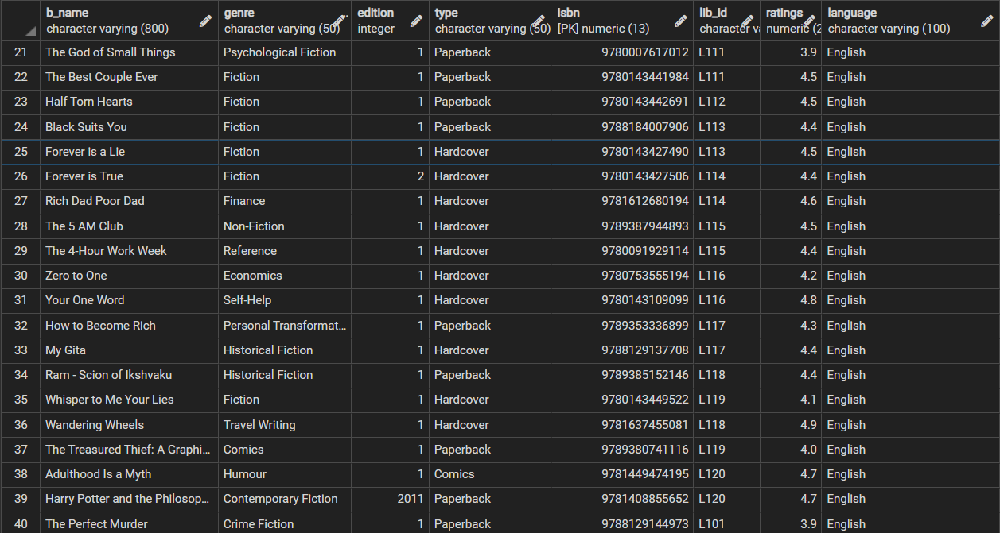 b_name genre edition type isbn lib_id ratings language
character varying (800) character varying (50) integer character varying (50) [PK] numeric (13) character va numeric (2 character varying (100)
21 The God of Small Things Psychological Fiction 1 Paperback 9780007617012 L111 3.9 English
22 The Best Couple Ever Fiction 1 Paperback 9780143441984 L111 4.5 English
23 Half Torn Hearts Fiction 1 Paperback 9780143442691 L112 4.5 English
24 Black Suits You Fiction 1 Paperback 9788184007906 L113 4.4 English
25 Forever is a Lie Fiction 1 Hardcover 9780143427490 L113 4.5 English
26 Forever is True Fiction 2 Hardcover 9780143427506 L114 4.4 English
27 Rich Dad Poor Dad Finance 1 Hardcover 9781612680194 L114 4.6 English
28 The 5 AM Club Non-Fiction 1 Hardcover 9789387944893 L115 4.5 English
29 The 4-Hour Work Week Reference 1 Hardcover 9780091929114 L115 4.4 English
30 Zero to One Economics 1 Hardcover 9780753555194 L116 4.2 English
31 Your One Word Self-Help 1 Hardcover 9780143109099 L116 4.8 English
32 How to Become Rich Personal Transformat... 1 Paperback 9789353336899 L117 4.3 English
33 My Gita Historical Fiction 1 Hardcover 9788129137708 L117 4.4 English
34 Ram - Scion of Ikshvaku Historical Fiction 1 Paperback 9789385152146 L118 4.4 English
35 Whisper to Me Your Lies Fiction 1 Hardcover 9780143449522 L119 4.1 English
36 Wandering Wheels Travel Writing 1 Hardcover 9781637455081 L118 4.9 English
37 The Treasured Thief: A Graphi... Comics 1 Paperback 9789380741116 L119 4.0 English
38 Adulthood Is a Myth Humour 1 Comics 9781449474195 L120 4.7 English
39 Harry Potter and the Philosop... Contemporary Fiction 2011 Paperback 9781408855652 L120 4.7 English
40 The Perfect Murder Crime Fiction 1 Paperback 9788129144973 L101 3.9 English